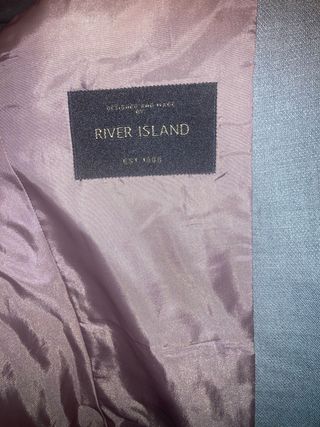 DESIGNED AND MADE
BY
RIVER ISLAND
EST 1988